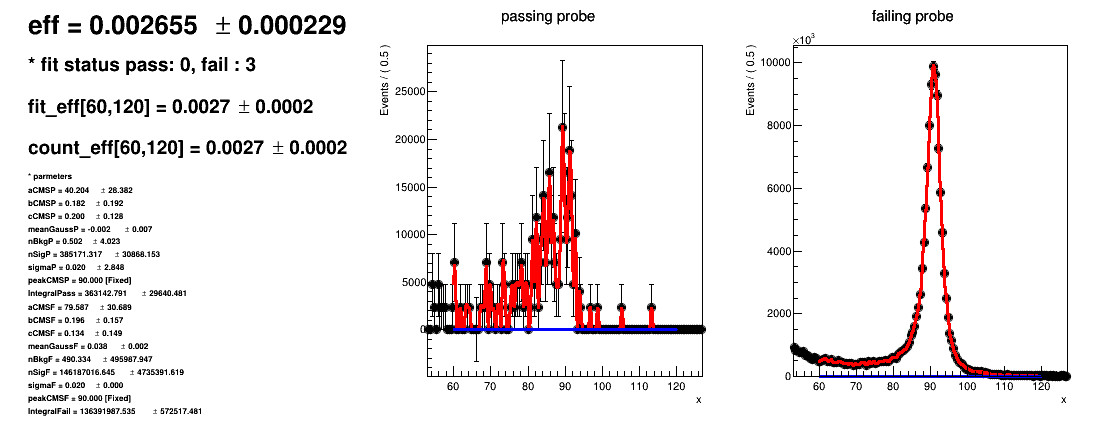 eff = 0.002655 ± 0.000229
* fit status pass: 0, fail : 3
fit_eff[60,120] = 0.0027 ± 0.0002
count_eff[60,120] = 0.0027 ± 0.0002
* parmeters
aCMSP = 40.204 ± 28.382
bCMSP = 0.182 ± 0.192
cCMSP = 0.200 ± 0.128
meanGaussP = -0.002 ± 0.007
nBkgP = 0.502 ± 4.023
nSigP = 385171.317 ± 30868.153
sigmaP = 0.020 ± 2.848
peakCMSP = 90.000 [Fixed]
IntegralPass = 363142.791 ± 29640.481
aCMSF = 79.587 ± 30.689
bCMSF = 0.196 ± 0.157
cCMSF = 0.134 ± 0.149
meanGaussF = 0.038 ± 0.002
nBkgF = 490.334 ± 495987.947
nSigF = 146187016.645 ± 4735391.619
sigmaF = 0.020 ± 0.000
peakCMSF = 90.000 [Fixed]
IntegralFail = 136391987.535 ± 572517.481
passing probe
Events / ( 0.5 )
25000
20000
15000
10000
5000
0
60 70 80 90 100 110 120
x
failing probe
×10³
Events / ( 0.5 )
10000
8000
6000
4000
2000
0
60 70 80 90 100 110 120
x